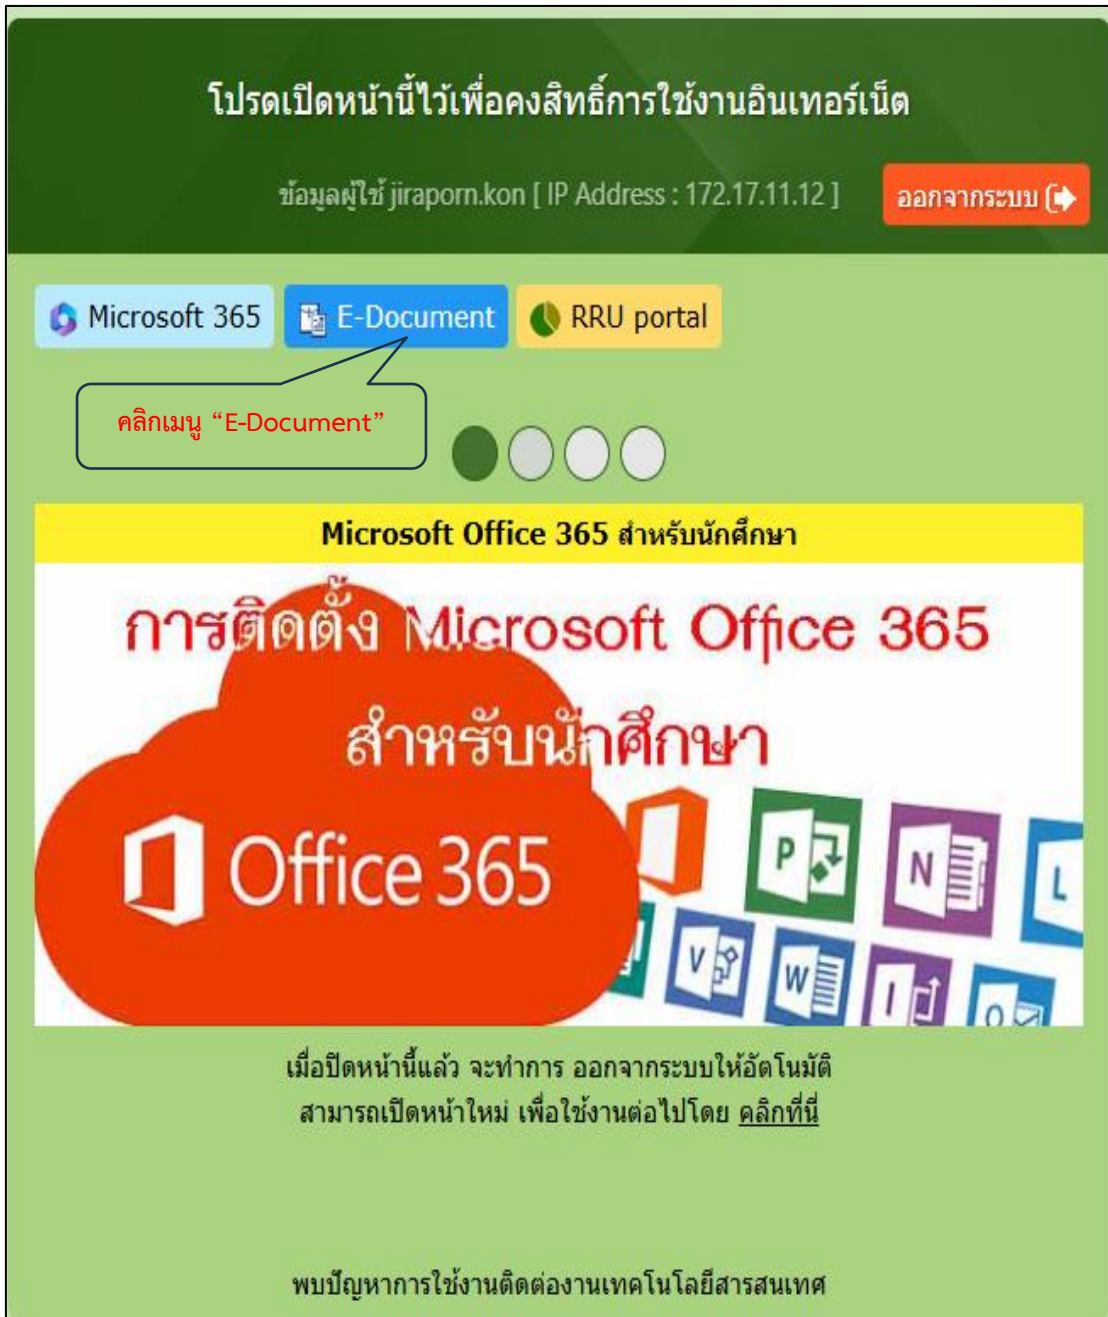 โปรดเปิดหน้านี้ไว้เพื่อคงสิทธิ์การใช้งานอินเทอร์เน็ต
ข้อมูลผู้ใช้ jiraporn.kon [ IP Address : 172.17.11.12 ]
ออกจากระบบ
Microsoft 365
E-Document
RRU portal
คลิกเมนู “E-Document”
Microsoft Office 365 สำหรับนักศึกษา
การติดตั้ง Microsoft Office 365
สำหรับนักศึกษา
Office 365
P
N
L
V
W
I
O
เมื่อปิดหน้านี้แล้ว จะทำการ ออกจากระบบให้อัตโนมัติ
สามารถเปิดหน้าใหม่ เพื่อใช้งานต่อไปโดย คลิกที่นี่
พบปัญหาการใช้งานติดต่องานเทคโนโลยีสารสนเทศ